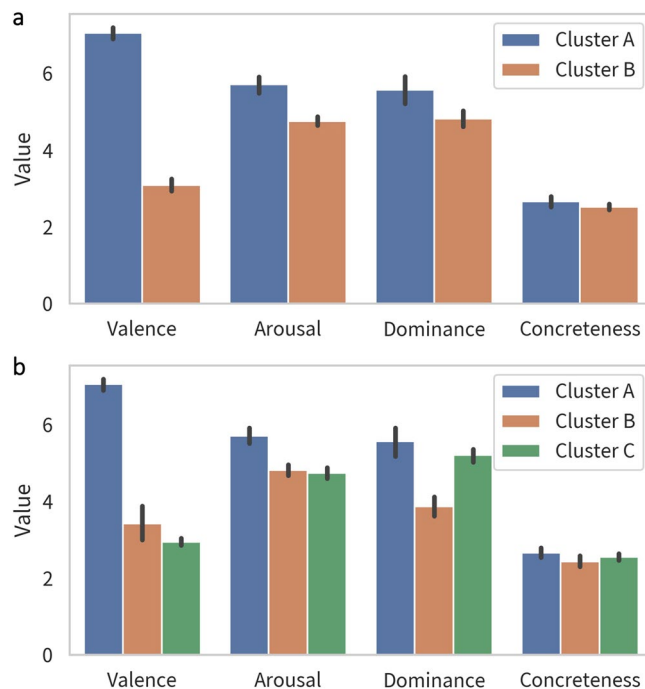 a
Cluster A
Cluster B
Value
6
4
2
0
Valence Arousal Dominance Concreteness
b
Cluster A
Cluster B
Cluster C
Value
6
4
2
0
Valence Arousal Dominance Concreteness